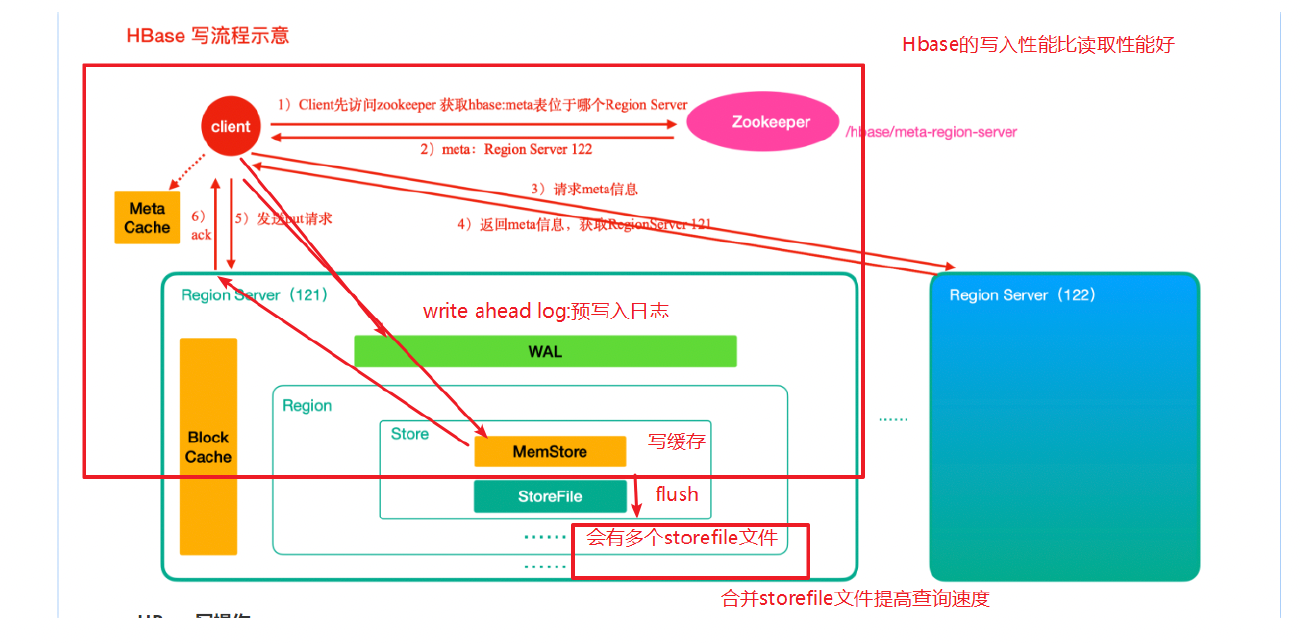 HBase 写流程示意
Hbase的写入性能比读取性能好
1）Client先访问zookeeper 获取hbase:meta表位于哪个Region Server
client
Zookeeper
/hbase/meta-region-server
2）meta：Region Server 122
3）请求meta信息
Meta
Cache
6）
ack
5）发送put请求
4）返回meta信息，获取RegionServer 121
Region Server（121）
Region Server（122）
write ahead log:预写入日志
WAL
Region
Store
Block
Cache
MemStore
写缓存
StoreFile
flush
......
......
会有多个storefile文件
......
合并storefile文件提高查询速度